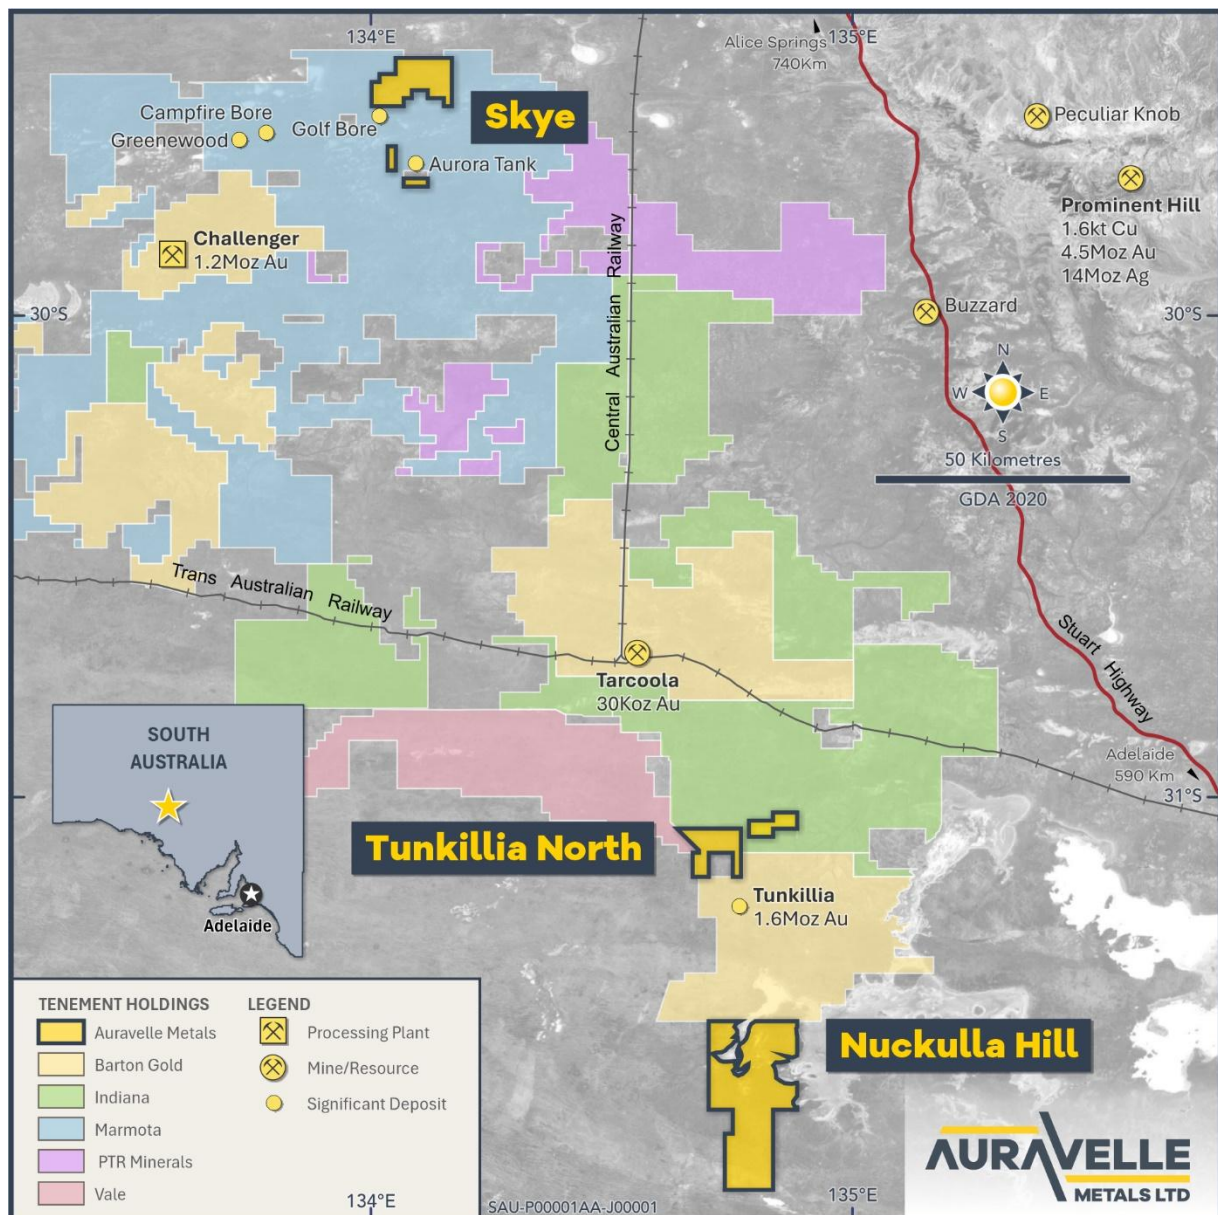 134°E
135°E
Alice Springs
740Km
Skye
Campfire Bore
Greenewood
Golf Bore
Aurora Tank
Peculiar Knob
Prominent Hill
1.6kt Cu
4.5Moz Au
14Moz Ag
Challenger
1.2Moz Au
Central Australian Railway
30°S
30°S
Buzzard
N
W
E
S
50 Kilometres
GDA 2020
Trans Australian Railway
Tarcoola
30Koz Au
Stuart Highway
Adelaide
590 Km
31°S
SOUTH
AUSTRALIA
Adelaide
Tunkillia North
Tunkillia
1.6Moz Au
Nuckulla Hill
TENEMENT HOLDINGS
Auravelle Metals
Barton Gold
Indiana
Marmota
PTR Minerals
Vale
LEGEND
Processing Plant
Mine/Resource
Significant Deposit
134°E
SAU-P00001AA-J00001
135°E
AURAVELLE
METALS LTD